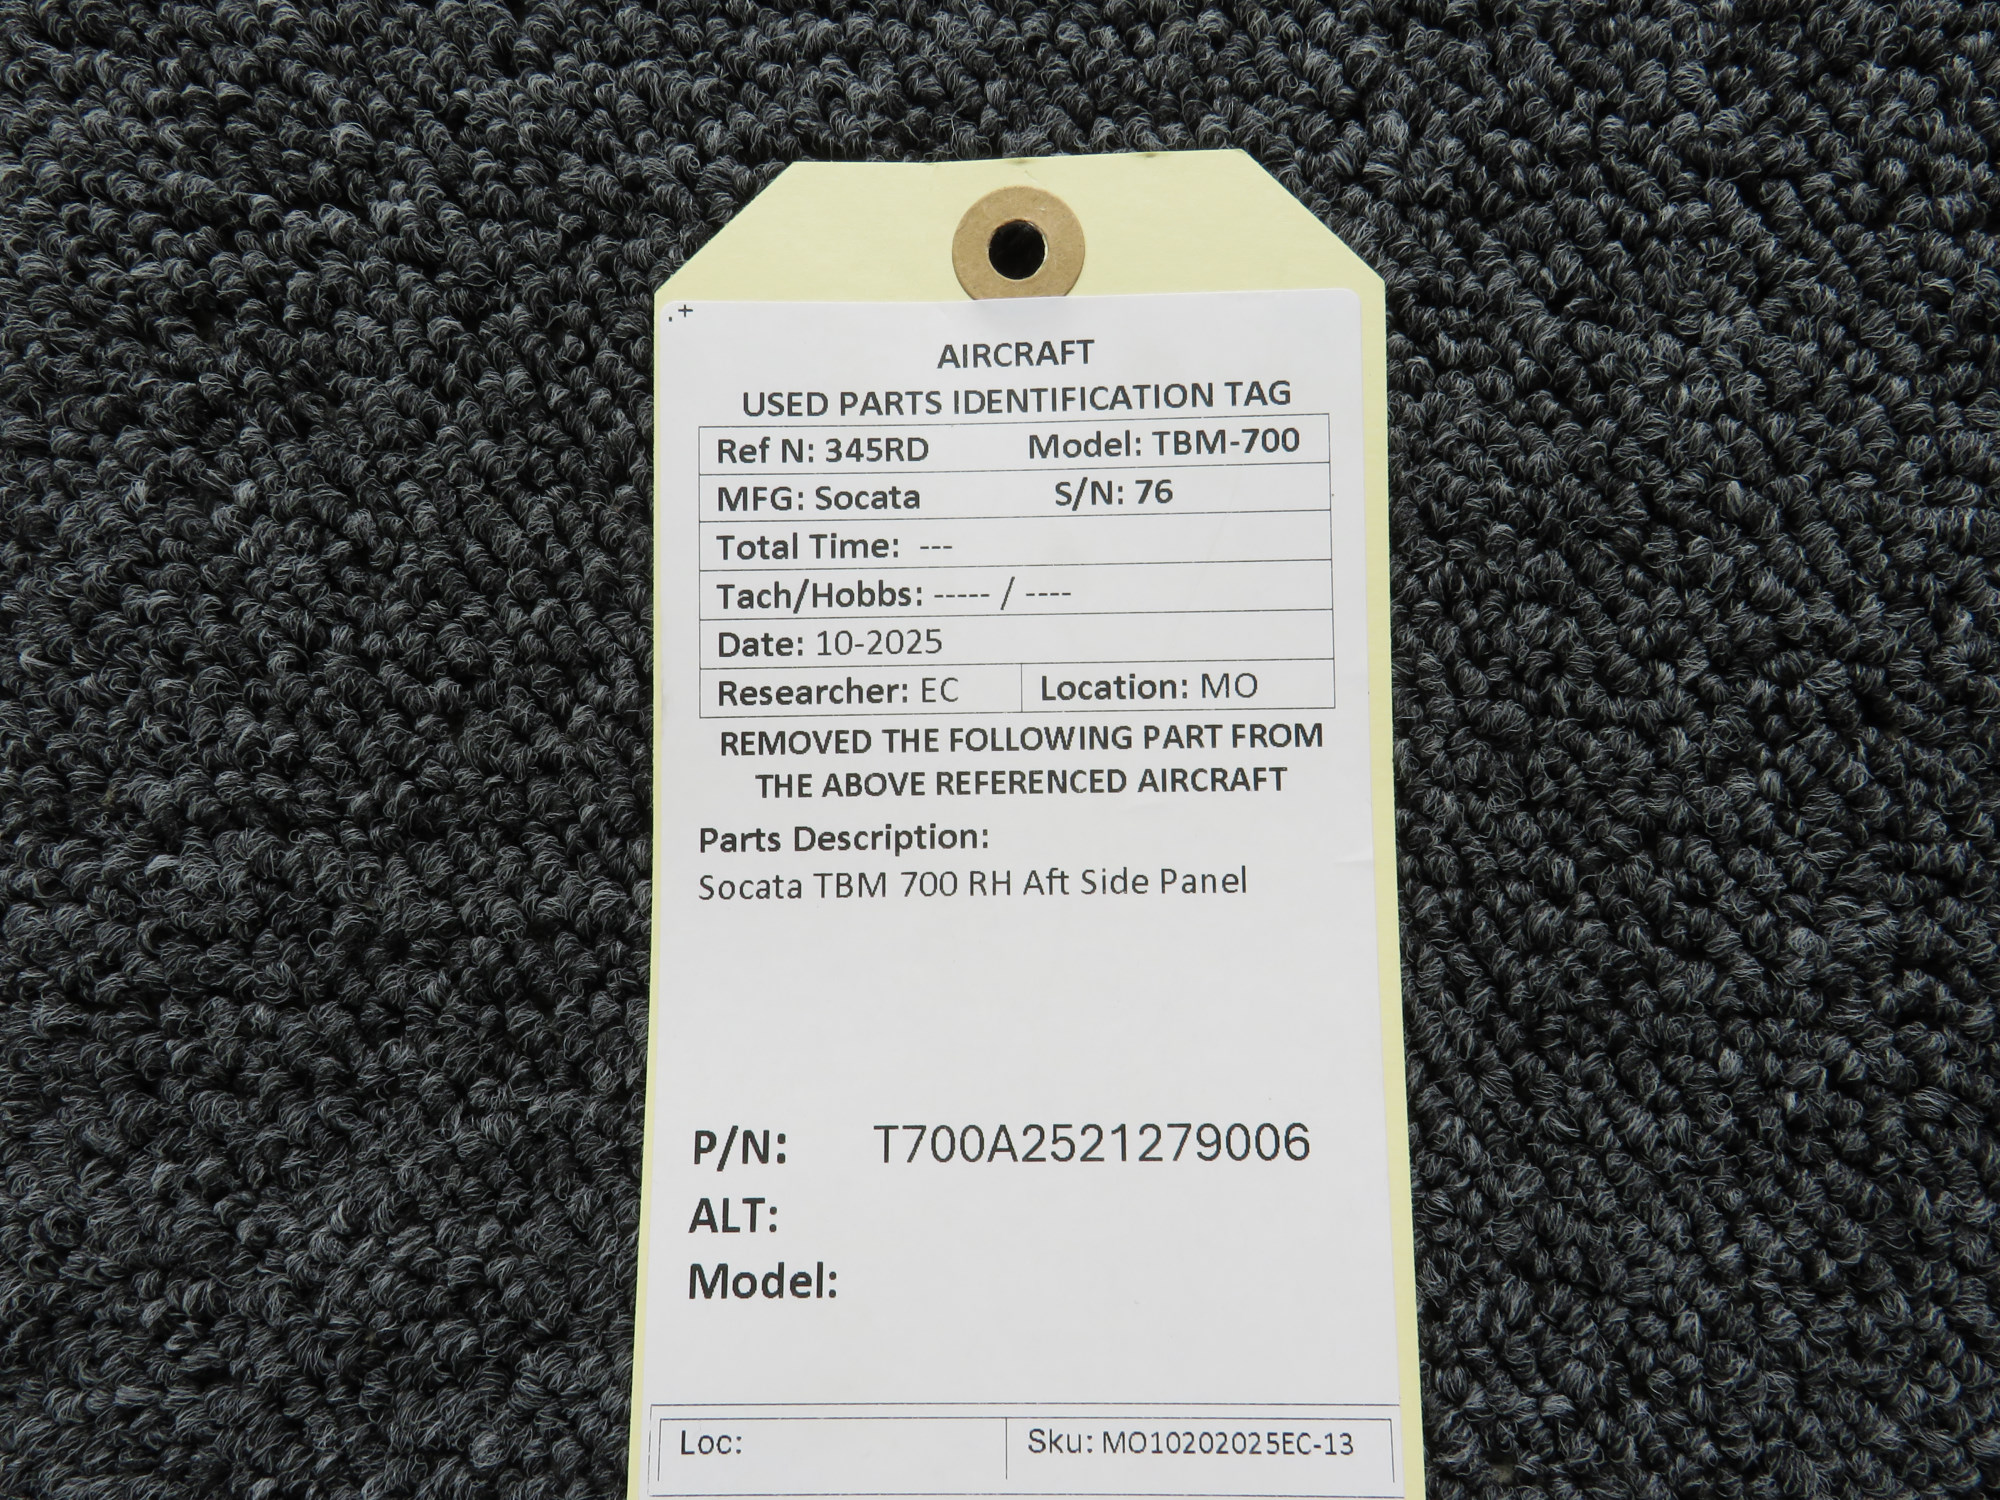 .+
AIRCRAFT
USED PARTS IDENTIFICATION TAG
Ref N: 345RD Model: TBM-700
MFG: Socata S/N: 76
Total Time: ---
Tach/Hobbs: ----- / ----
Date: 10-2025
Researcher: EC Location: MO
REMOVED THE FOLLOWING PART FROM
THE ABOVE REFERENCED AIRCRAFT
Parts Description:
Socata TBM 700 RH Aft Side Panel
P/N: T700A2521279006
ALT:
Model:
Loc: Sku: MO10202025EC-13